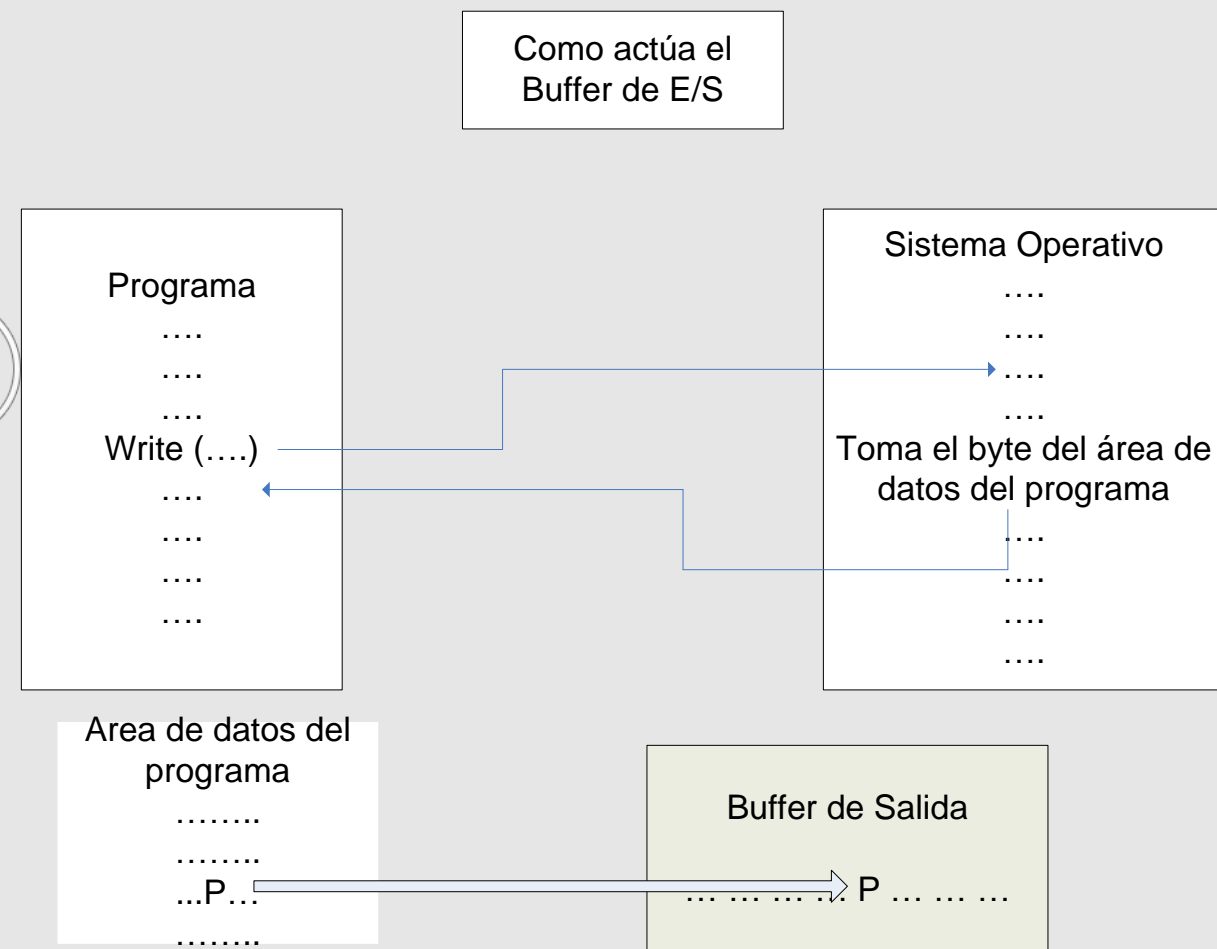 Como actúa el
Buffer de E/S
Programa
....
....
....
Write (....)
....
....
....
....
Sistema Operativo
....
....
....
....
Toma el byte del área de
datos del programa
....
....
....
....
Area de datos del
programa
........
........
...P...
........
Buffer de Salida
... ... ... ... P ... ... ...